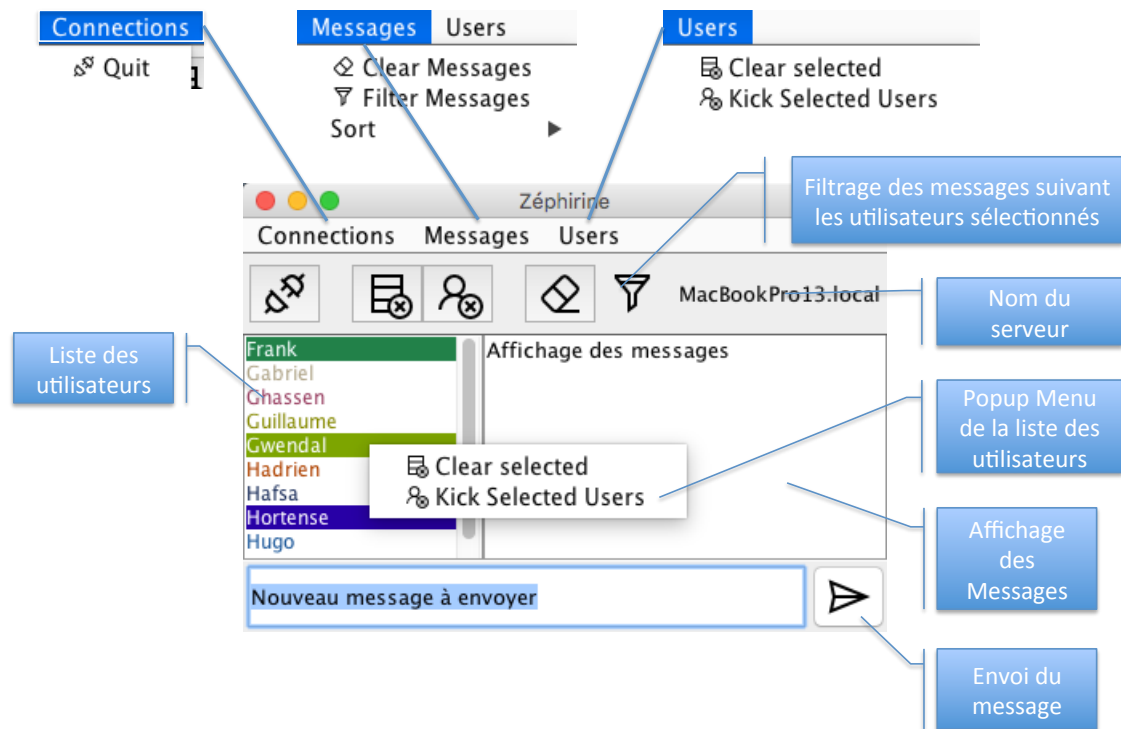 Connections
Quit
Messages Users
Clear Messages
Filter Messages
Sort
Users
Clear selected
Kick Selected Users
Filtrage des messages suivant
les utilisateurs sélectionnés
Zéphirine
Connections Messages Users
MacBookPro13.local
Nom du
serveur
Liste des
utilisateurs
Frank
Gabriel
Ghassen
Guillaume
Gwendal
Hadrien
Hafsa
Hortense
Hugo
Affichage des messages
Clear selected
Kick Selected Users
Popup Menu
de la liste des
utilisateurs
Affichage
des
Messages
Nouveau message à envoyer
Envoi du
message